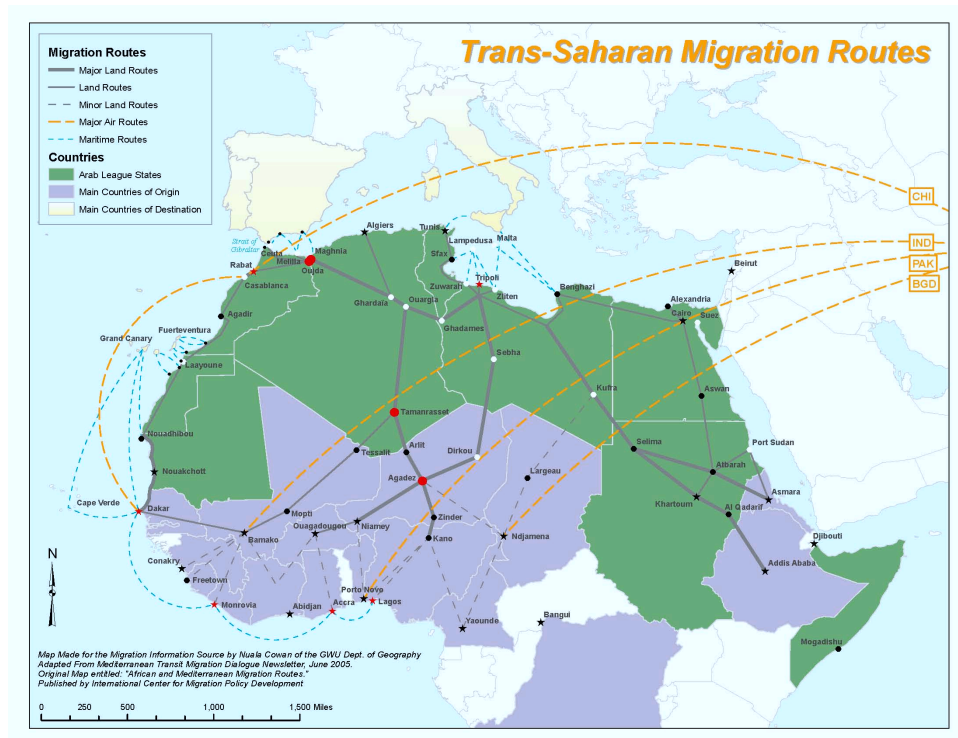 Trans-Saharan Migration Routes
Migration Routes
Major Land Routes
Land Routes
Minor Land Routes
Major Air Routes
Maritime Routes
Countries
Arab League States
Main Countries of Origin
Main Countries of Destination
CHI
IND
PAK
BGD
Strait of
Gibraltar
Ceuta
Melilla
Maghnia
Oujda
Rabat
Casablanca
Algiers
Tunis
Lampedusa
Malta
Sfax
Tripoli
Zuwarah
Zliten
Benghazi
Beirut
Alexandria
Cairo
Suez
Agadir
Ghardaia
Ouargla
Ghadames
Fuerteventura
Grand Canary
Laayoune
Sebha
Kufra
Aswan
Tamanrasset
Nouadhibou
Nouakchott
Tessalit
Arlit
Dirkou
Largeau
Selima
Port Sudan
Atbarah
Agadez
Cape Verde
Dakar
Mopti
Ouagadougou
Niamey
Zinder
Khartoum
Asmara
Al Qadarif
Bamako
Kano
Ndjamena
Djibouti
Conakry
Freetown
Addis Ababa
Porto Novo
Monrovia
Abidjan
Accra
Lagos
Yaounde
Bangui
Mogadishu
N
Map Made for the Migration Information Source by Nuala Cowan of the GWU Dept. of Geography
Adapted From Mediterranean Transit Migration Dialogue Newsletter, June 2005.
Original Map entitled: "African and Mediterranean Migration Routes."
Published by International Center for Migration Policy Development
0 250 500 1,000 1,500 Miles